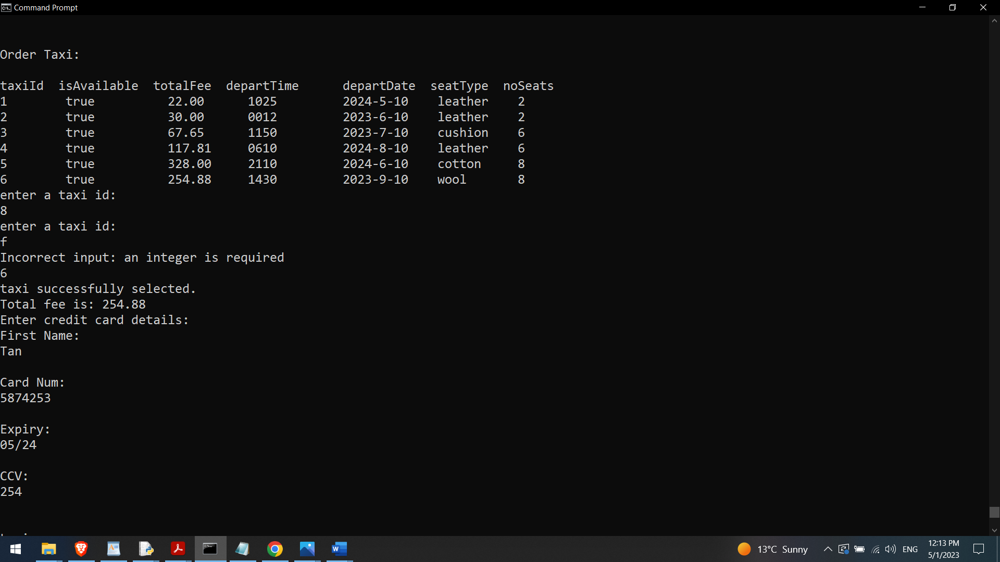 Command Prompt
Order Taxi:
taxiId isAvailable totalFee departTime departDate seatType noSeats
1 true 22.00 1025 2024-5-10 leather 2
2 true 30.00 0012 2023-6-10 leather 2
3 true 67.65 1150 2023-7-10 cushion 6
4 true 117.81 0610 2024-8-10 leather 6
5 true 328.00 2110 2024-6-10 cotton 8
6 true 254.88 1430 2023-9-10 wool 8
enter a taxi id:
8
enter a taxi id:
f
Incorrect input: an integer is required
6
taxi successfully selected.
Total fee is: 254.88
Enter credit card details:
First Name:
Tan
Card Num:
5874253
Expiry:
05/24
CCV:
254
13°C Sunny
ENG
12:13 PM
5/1/2023